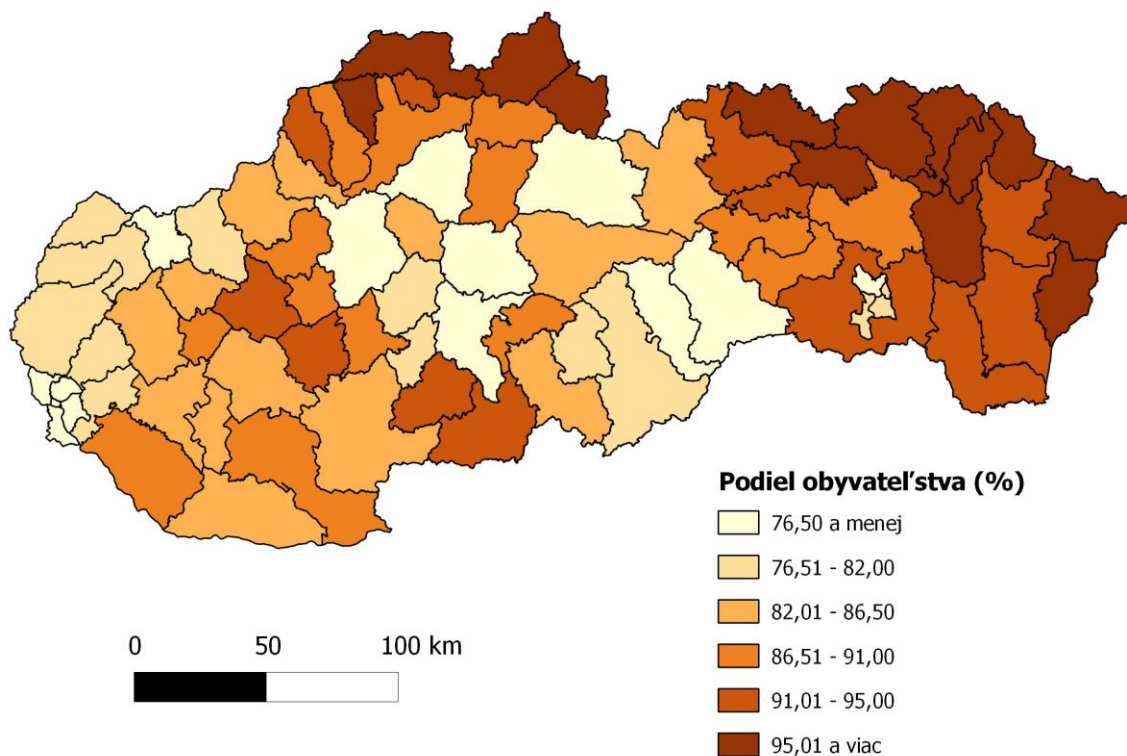 Podiel obyvateľstva (%)
76,50 a menej
76,51 - 82,00
82,01 - 86,50
86,51 - 91,00
91,01 - 95,00
95,01 a viac
0 50 100 km